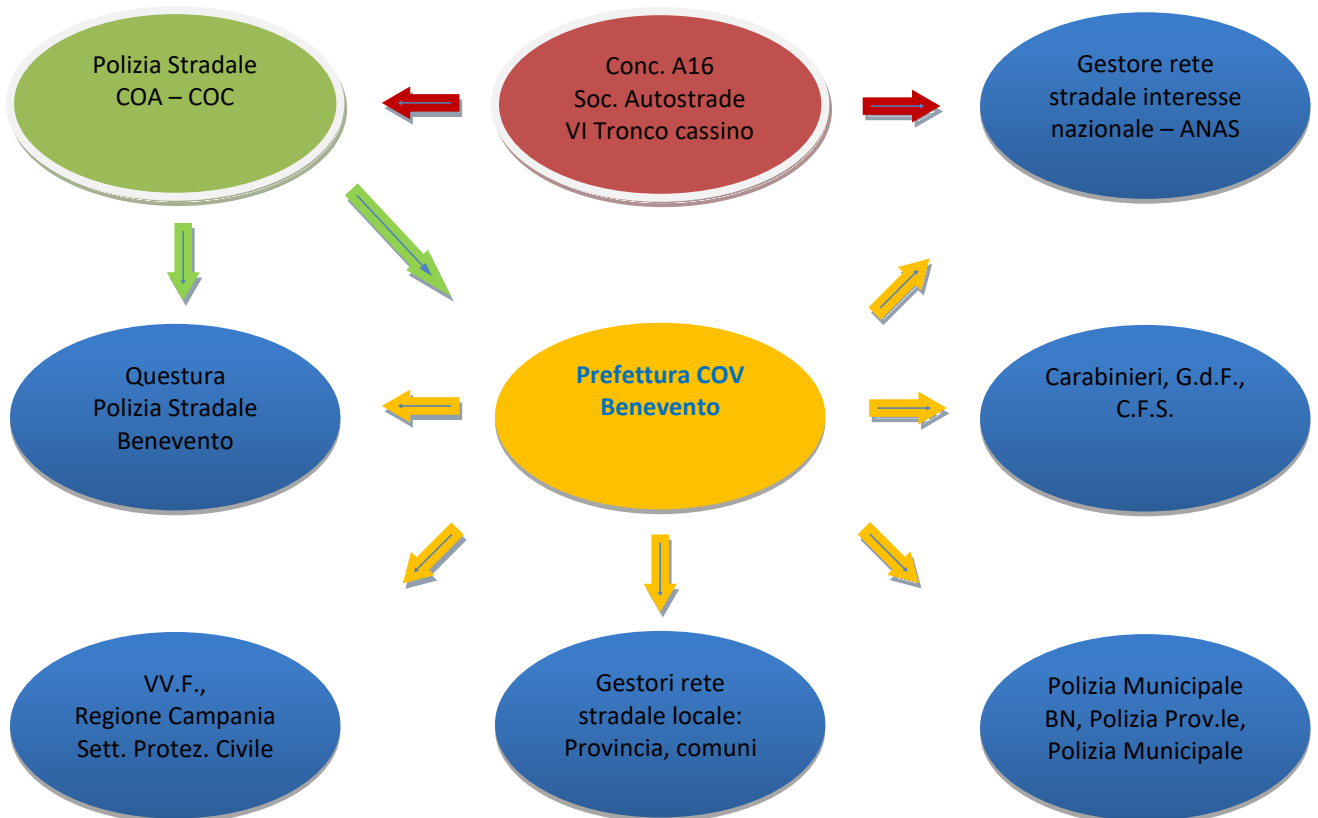 Polizia Stradale
COA – COC
Conc. A16
Soc. Autostrade
VI Tronco cassino
Gestore rete
stradale interesse
nazionale – ANAS
Questura
Polizia Stradale
Benevento
Prefettura COV
Benevento
Carabinieri, G.d.F.,
C.F.S.
VV.F.,
Regione Campania
Sett. Protez. Civile
Gestori rete
stradale locale:
Provincia, comuni
Polizia Municipale
BN, Polizia Prov.le,
Polizia Municipale